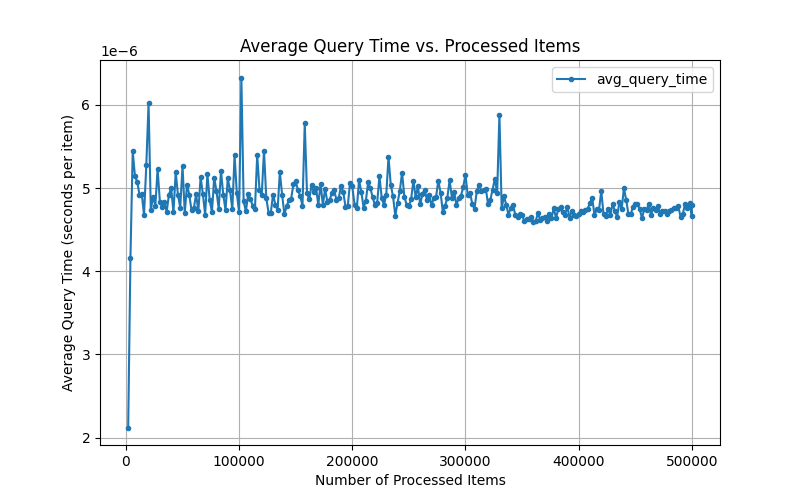 Average Query Time vs. Processed Items
1e−6
avg_query_time
6
5
4
3
2
Average Query Time (seconds per item)
0 100000 200000 300000 400000 500000
Number of Processed Items